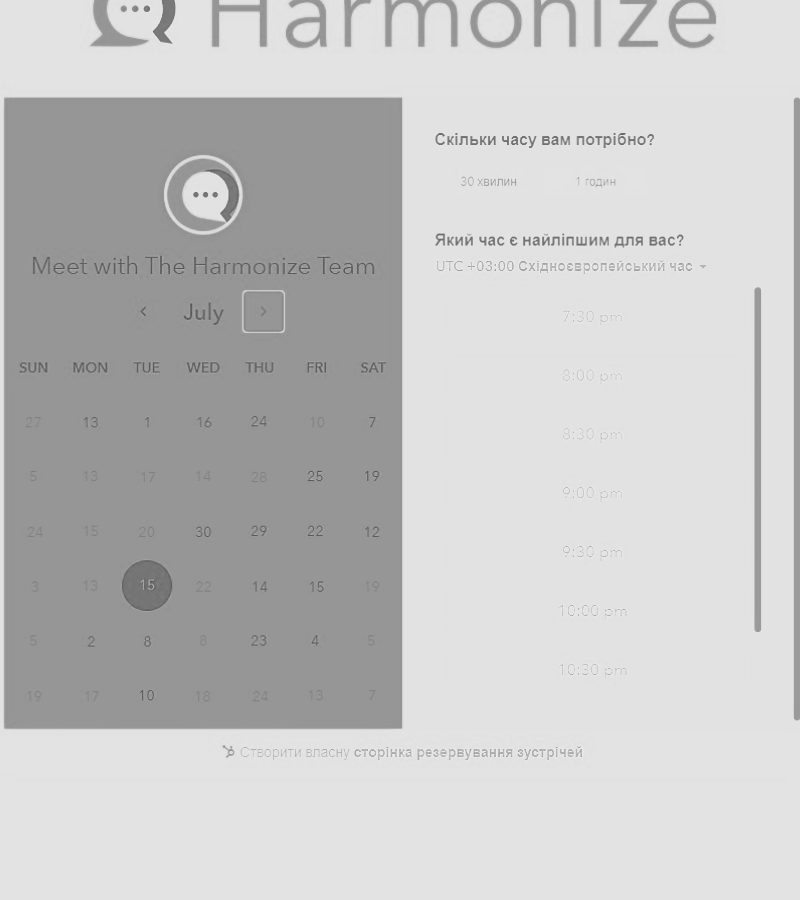 Harmonize
Meet with The Harmonize Team
July
SUN MON TUE WED THU FRI SAT
27 13 1 16 24 10 7
5 13 17 14 28 25 19
24 15 20 30 29 22 12
3 13 15 22 14 15 19
5 2 8 8 23 4 5
19 17 10 18 24 13 7
Скільки часу вам потрібно?
30 хвилин 1 годин
Який час є найліпшим для вас?
UTC +03:00 Східноєвропейський час
7:30 pm
8:00 pm
8:30 pm
9:00 pm
9:30 pm
10:00 pm
10:30 pm
Створити власну сторінка резервування зустрічей